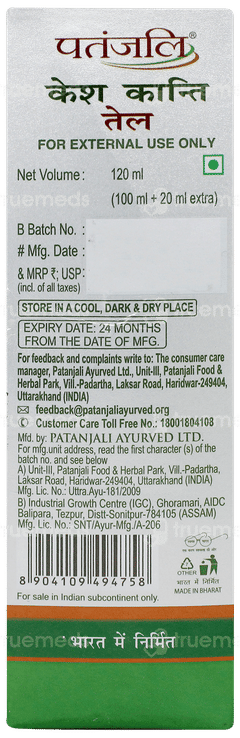 पतंजलि®
केश कान्ति
तेल
FOR EXTERNAL USE ONLY
Net Volume : 120 ml
(100 ml + 20 ml extra)
B Batch No. :
# Mfg. Date :
& MRP ₹; USP:
(incl. of all taxes)
STORE IN A COOL, DARK & DRY PLACE
EXPIRY DATE: 24 MONTHS
FROM THE DATE OF MFG.
For feedback and complaints write to: The consumer care
manager, Patanjali Ayurved Ltd., Unit-III, Patanjali Food &
Herbal Park, Vill.-Padartha, Laksar Road, Haridwar-249404,
Uttarakhand (INDIA)
feedback@patanjaliayurved.org
Customer Care Toll Free No.: 18001804108
Mfd. by: PATANJALI AYURVED LTD.
For mfg.unit address, read the first character (s) of the
batch no. and see below
A) Unit-III, Patanjali Food & Herbal Park, Vill.-Padartha,
Laksar Road, Haridwar-249404, Uttarakhand (INDIA)
Mfg. Lic. No.: Uttra.Ayu-181/2009
B) Industrial Growth Centre (IGC), Ghoramari, AIDC
Balipara, Tezpur, Distt-Sonitpur-784105 (ASSAM)
Mfg. Lic. No.: SNT/Ayur-Mfg./A-206
8 904109 494758
OTHER
भारत में निर्मित
MADE IN BHARAT
For sale in Indian subcontinent only.
'भारत में निर्मित'
truemeds